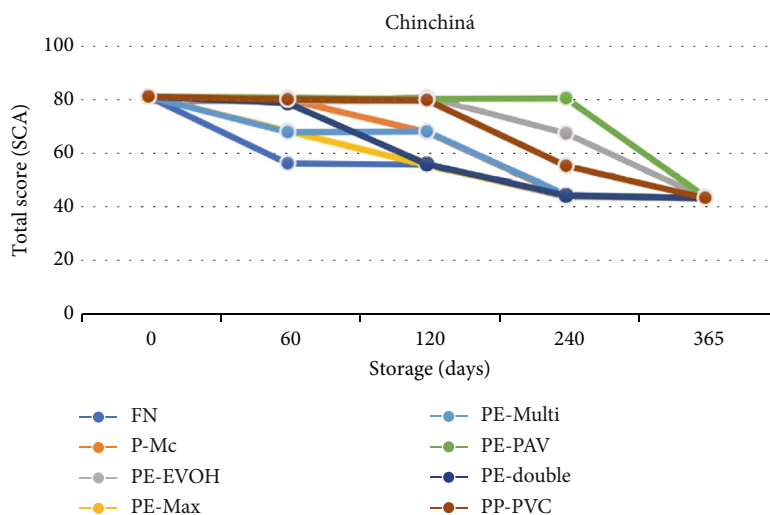 Chinchiná
Total score (SCA)
100
80
60
40
20
0
0 60 120 240 365
Storage (days)
FN
P-Mc
PE-EVOH
PE-Max
PE-Multi
PE-PAV
PE-double
PP-PVC